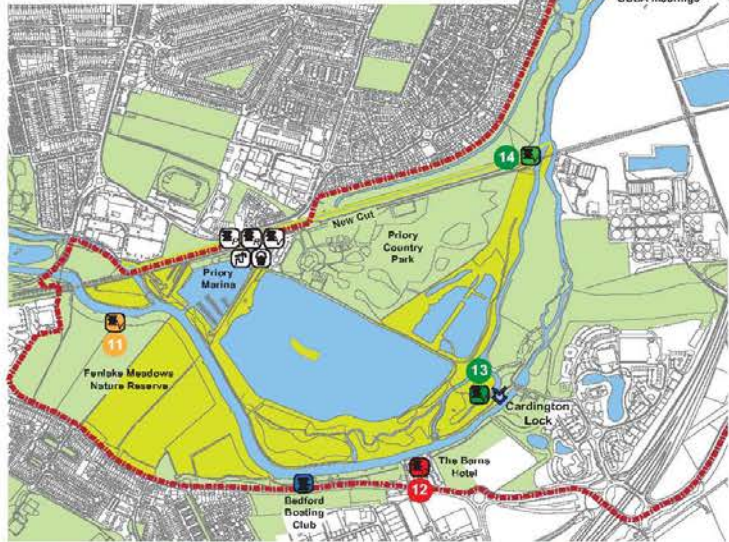 14
New Cut
Priory
Country
Park
Priory
Marina
11
Fenlake Meadows
Nature Reserve
13
Cardington
Lock
The Barns
Hotel
12
Bedford
Boating
Club